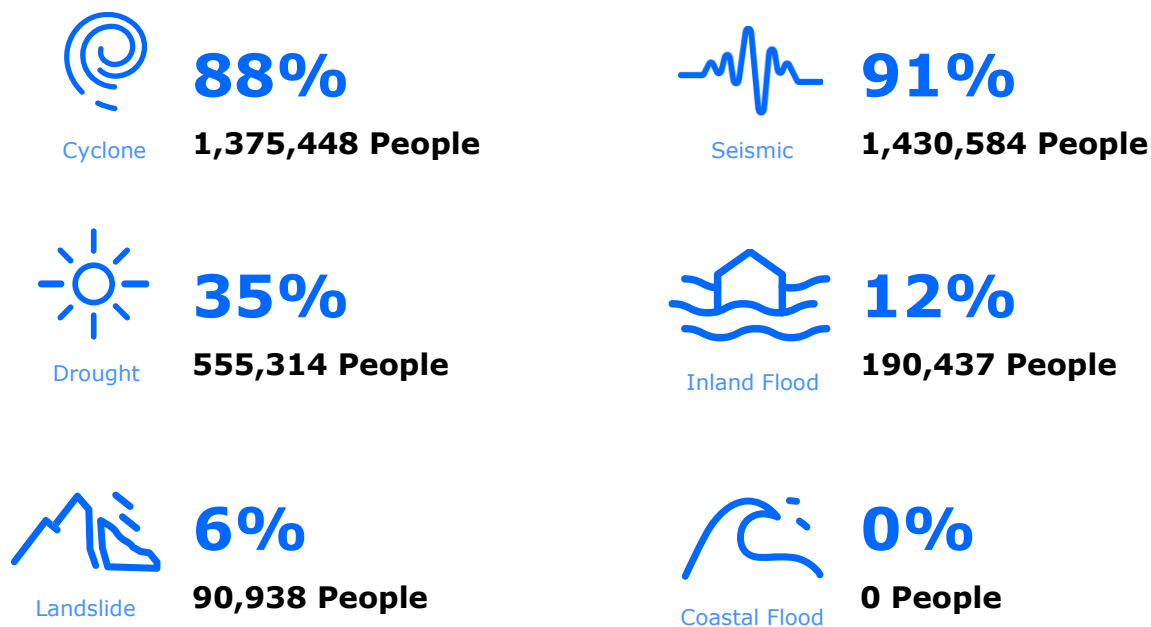 88%
1,375,448 People
Cyclone
91%
1,430,584 People
Seismic
35%
555,314 People
Drought
12%
190,437 People
Inland Flood
6%
90,938 People
Landslide
0%
0 People
Coastal Flood